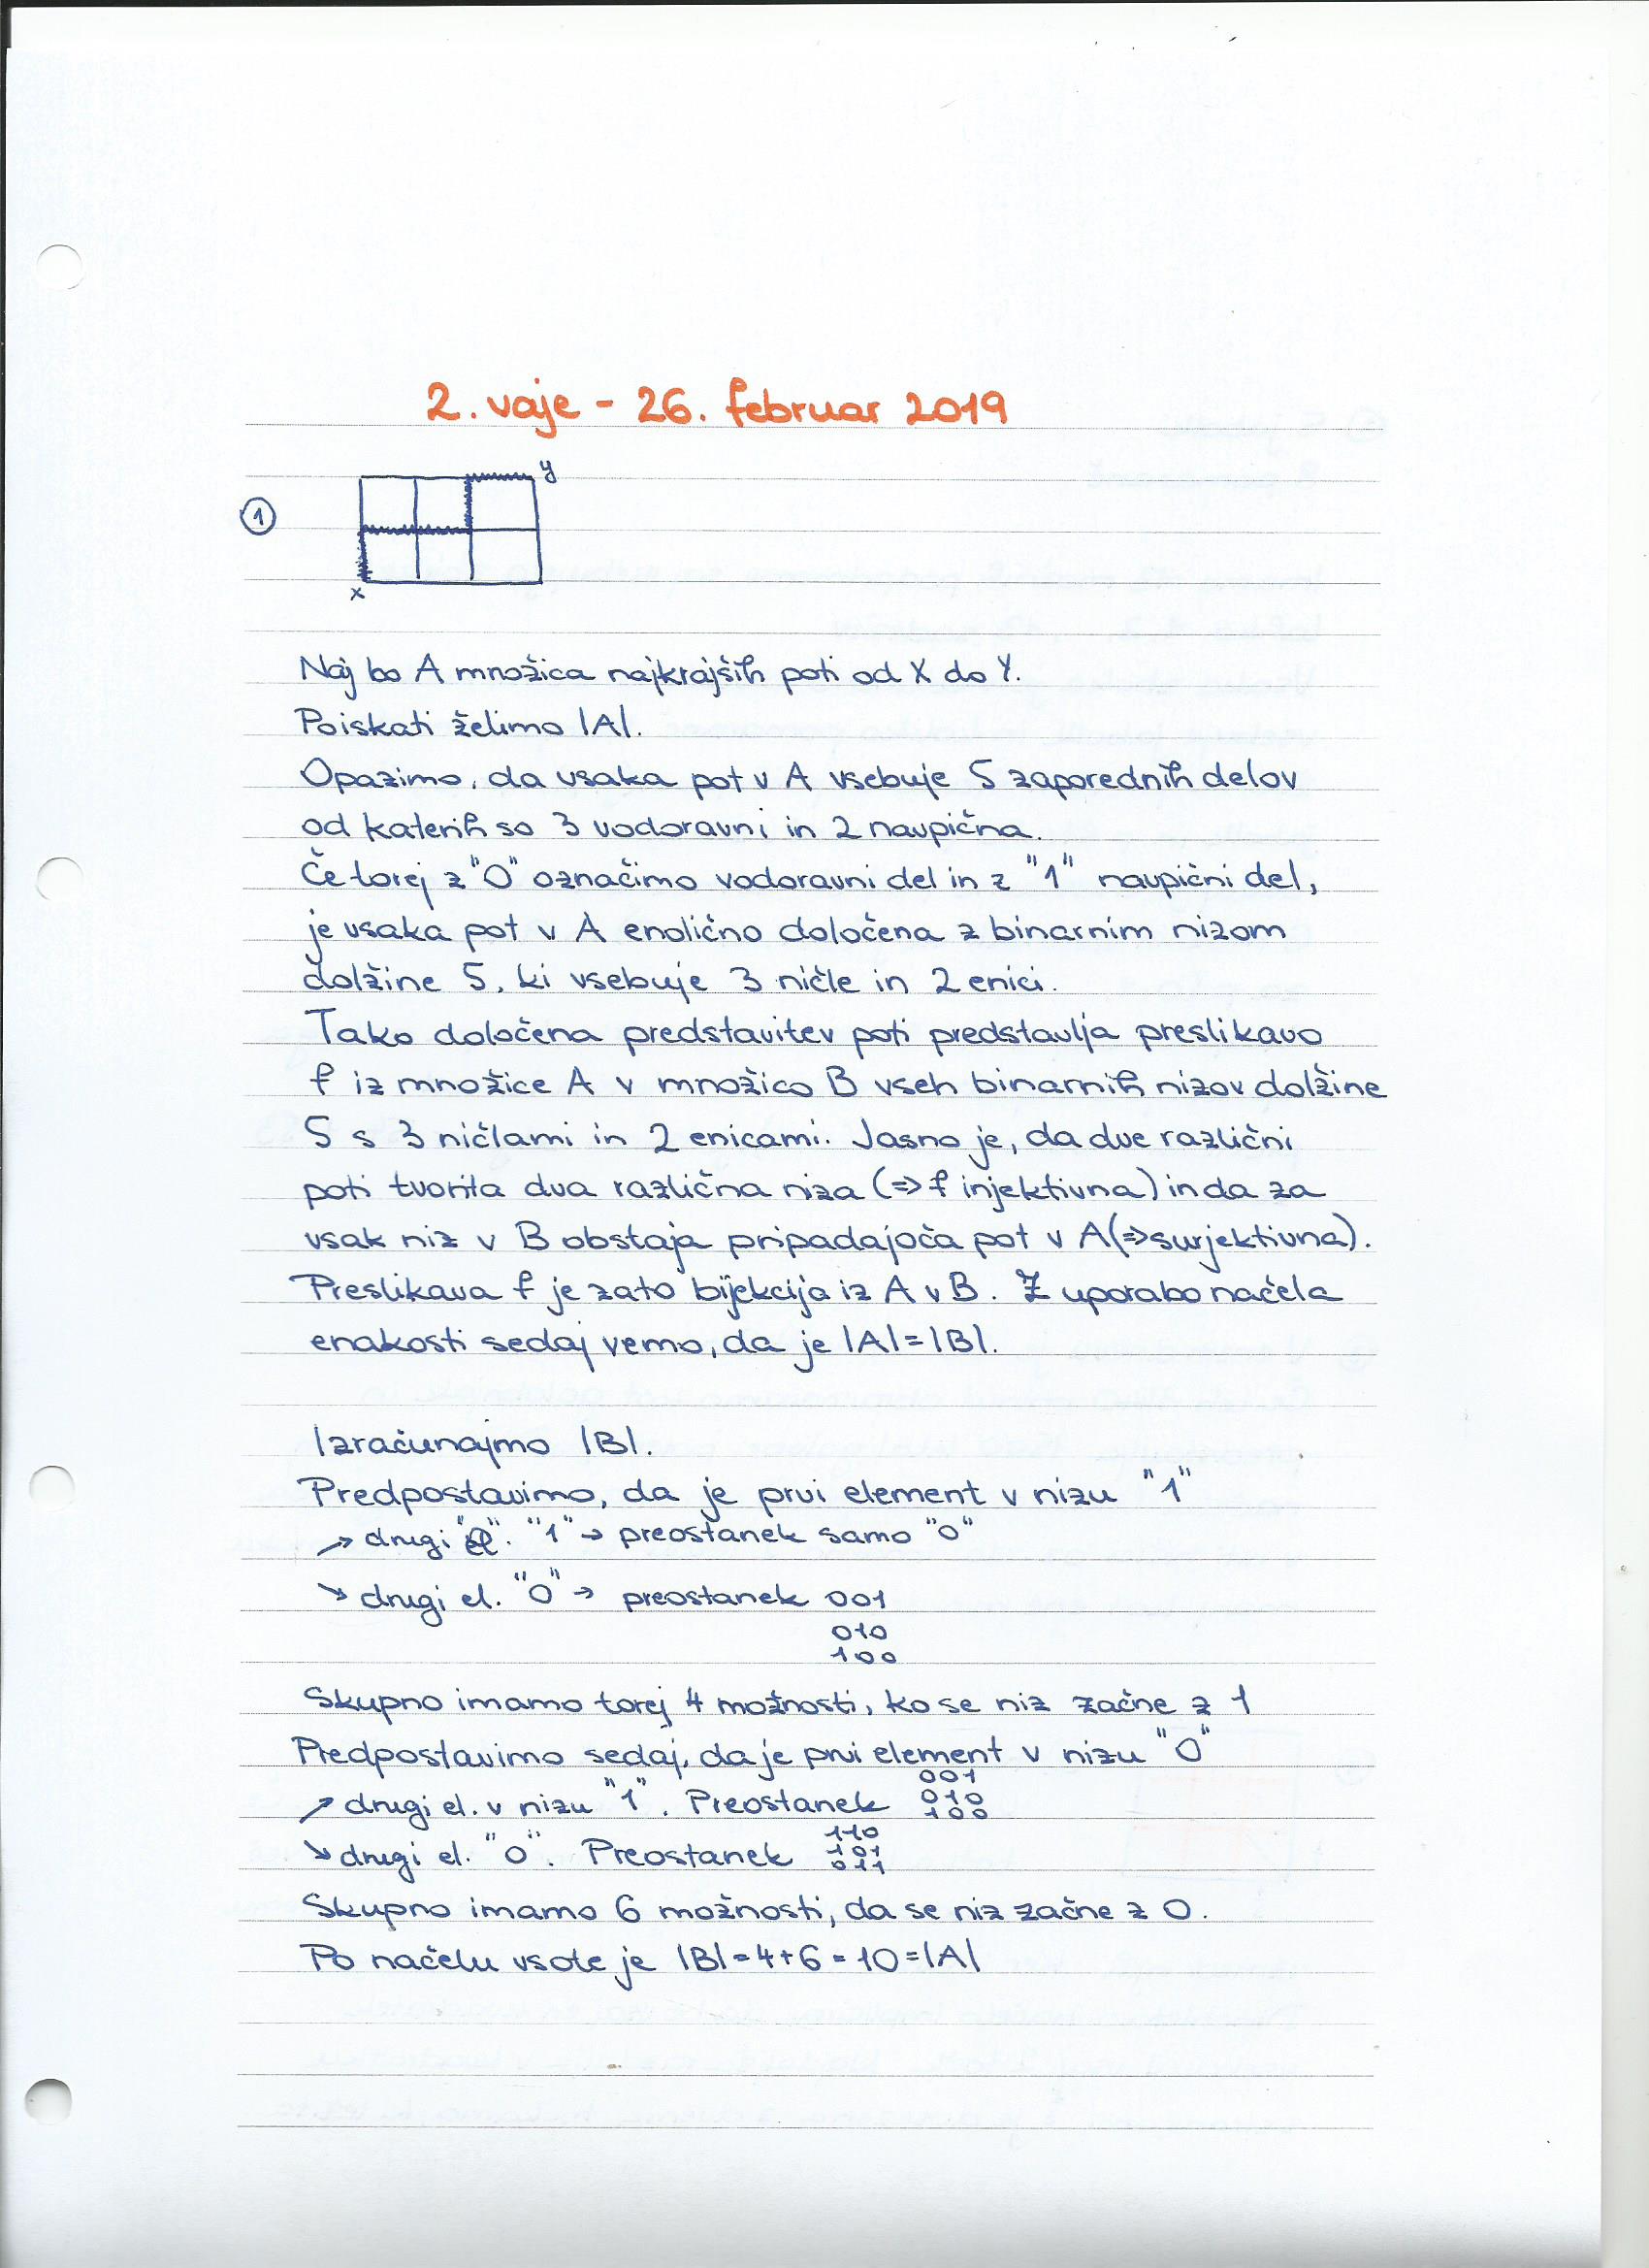 2. vaje - 26. februar 2019
y
1
x
Naj bo A množica najkrajših poti od X do Y.
Poiskati želimo |A|.
Opazimo, da vsaka pot v A vsebuje 5 zaporednih delov
od katerih so 3 vodoravni in 2 navpična.
Če torej z "0" označimo vodoravni del in z "1" navpični del,
je vsaka pot v A enolično določena z binarnim nizom
dolžine 5, ki vsebuje 3 ničle in 2 enici.
Tako določena predstavitev poti predstavlja preslikavo
f iz množice A v množico B vseh binarnih nizov dolžine
5 s 3 ničlami in 2 enicami. Jasno je, da dve različni
poti tvorita dva različna niza (⇒ f injektivna) in da za
vsak niz v B obstaja pripadajoča pot v A (⇒ surjektivna).
Preslikava f je zato bijekcija iz A v B. Z uporabo načela
enakosti sedaj vemo, da je |A|=|B|.
Izračunajmo |B|.
Predpostavimo, da je prvi element v nizu "1"
↗ drugi el. "1" → preostanek samo "0"
↘ drugi el. "0" → preostanek 001
010
100
Skupno imamo torej 4 možnosti, ko se niz začne z 1
Predpostavimo sedaj, da je prvi element v nizu "0"
001
↗ drugi el. v nizu "1". Preostanek 010
100
110
↘ drugi el. "0". Preostanek 101
011
Skupno imamo 6 možnosti, da se niz začne z 0.
Po načelu vsote je |B| = 4+6 = 10 = |A|